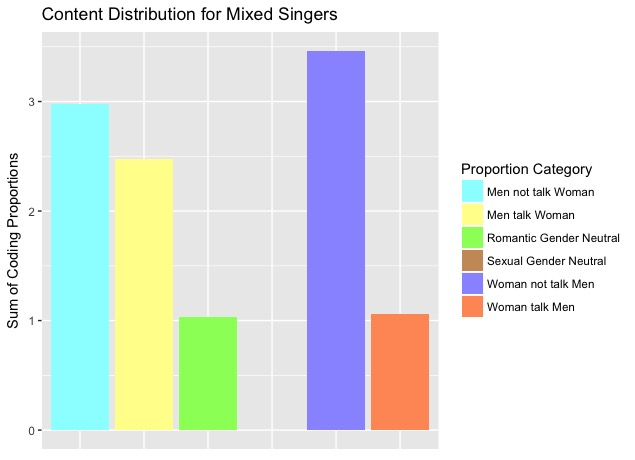 Content Distribution for Mixed Singers
Sum of Coding Proportions
3
2
1
0
Proportion Category
Men not talk Woman
Men talk Woman
Romantic Gender Neutral
Sexual Gender Neutral
Woman not talk Men
Woman talk Men